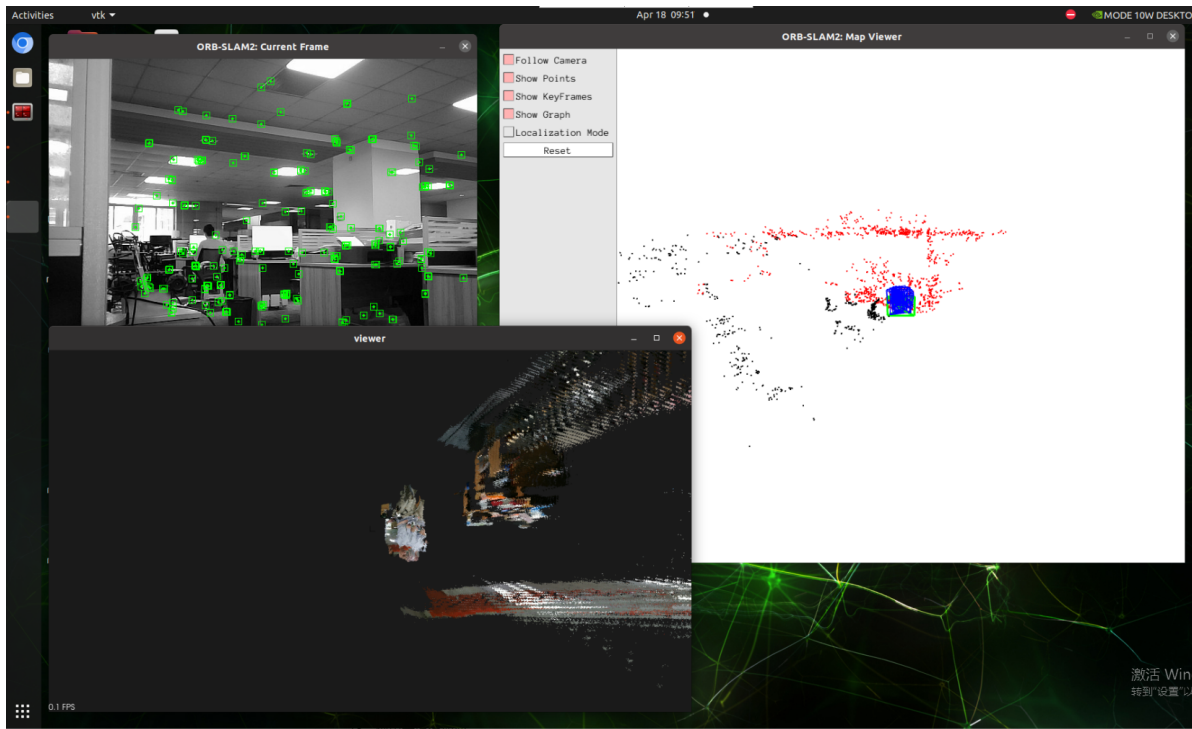 Activities
vtk
Apr 18 09:51
MODE 10W DESKTO
ORB-SLAM2: Current Frame
ORB-SLAM2: Map Viewer
Follow Camera
Show Points
Show KeyFrames
Show Graph
Localization Mode
Reset
viewer
0.1 FPS
激活 Win
转到"设置"以